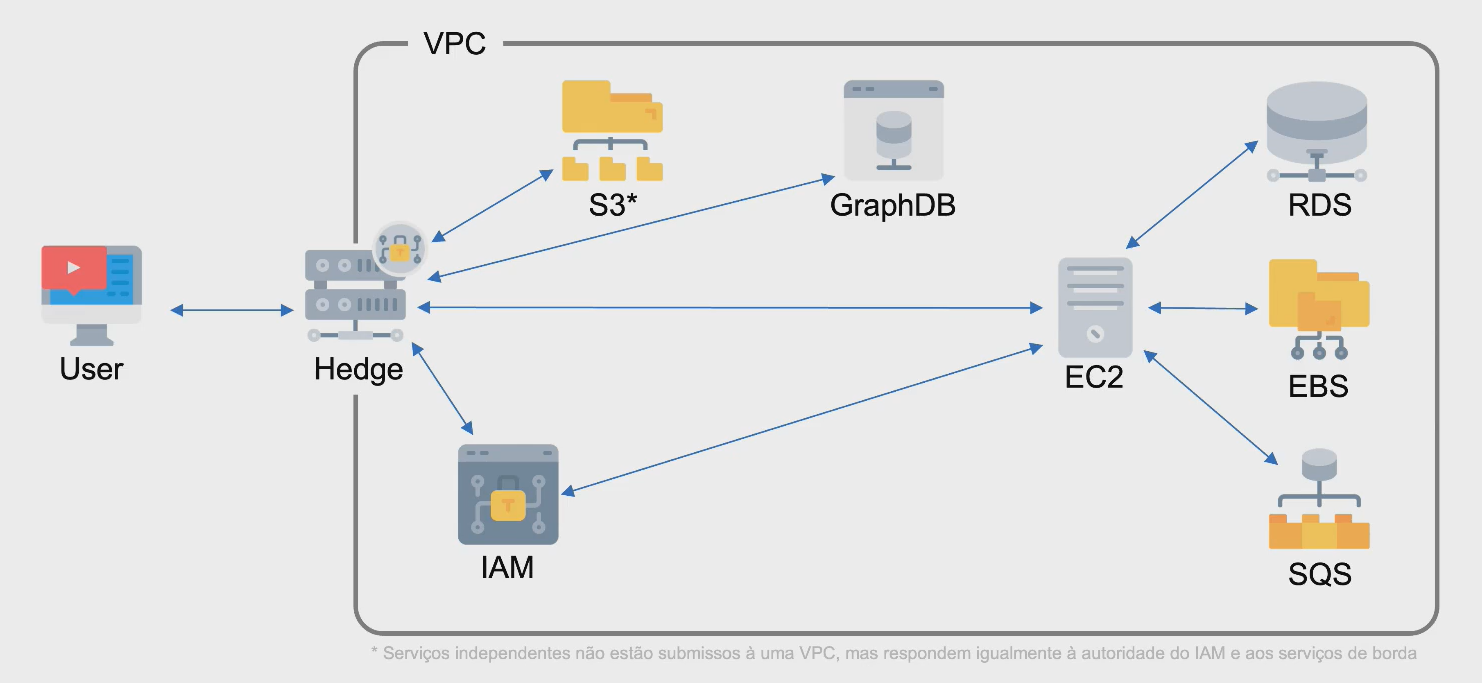 VPC
S3*
GraphDB
RDS
User
Hedge
EC2
EBS
IAM
SQS
* Serviços independentes não estão submissos à uma VPC, mas respondem igualmente à autoridade do IAM e aos serviços de borda